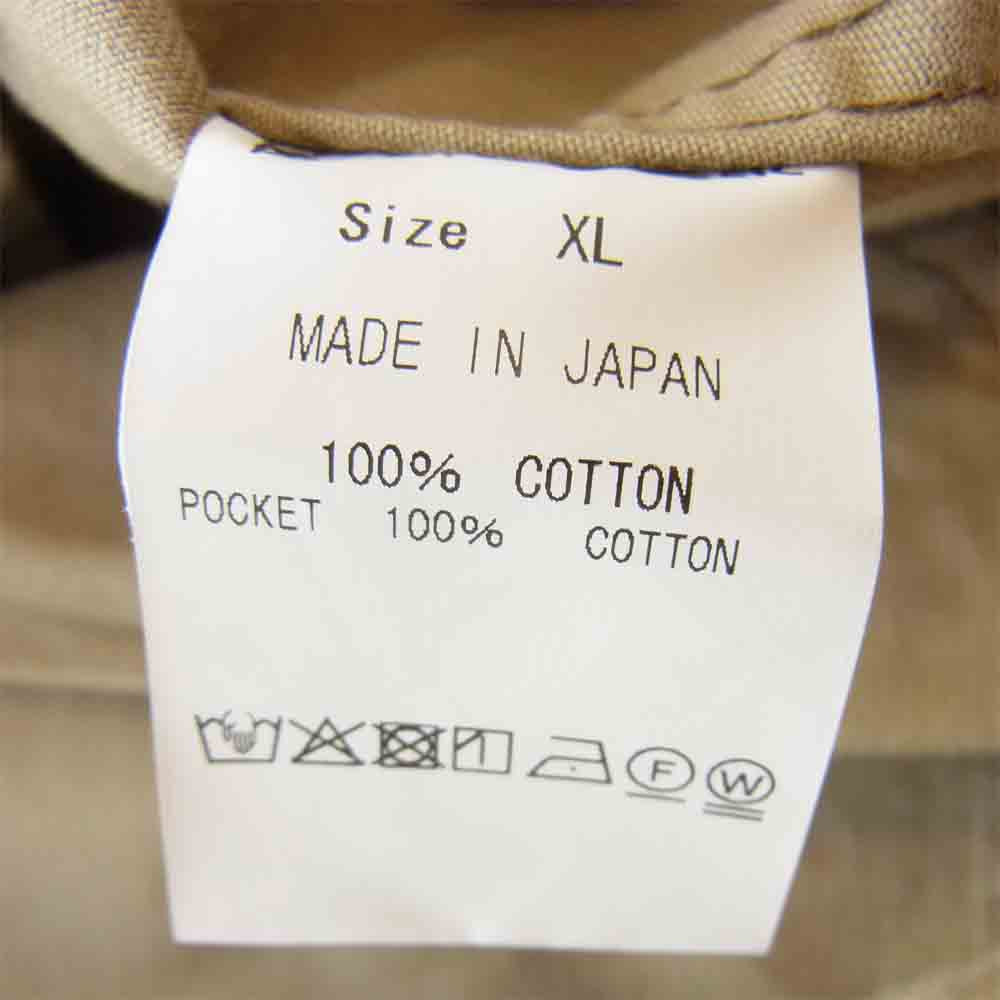 Size XL
MADE IN JAPAN
100% COTTON
POCKET 100% COTTON
F W